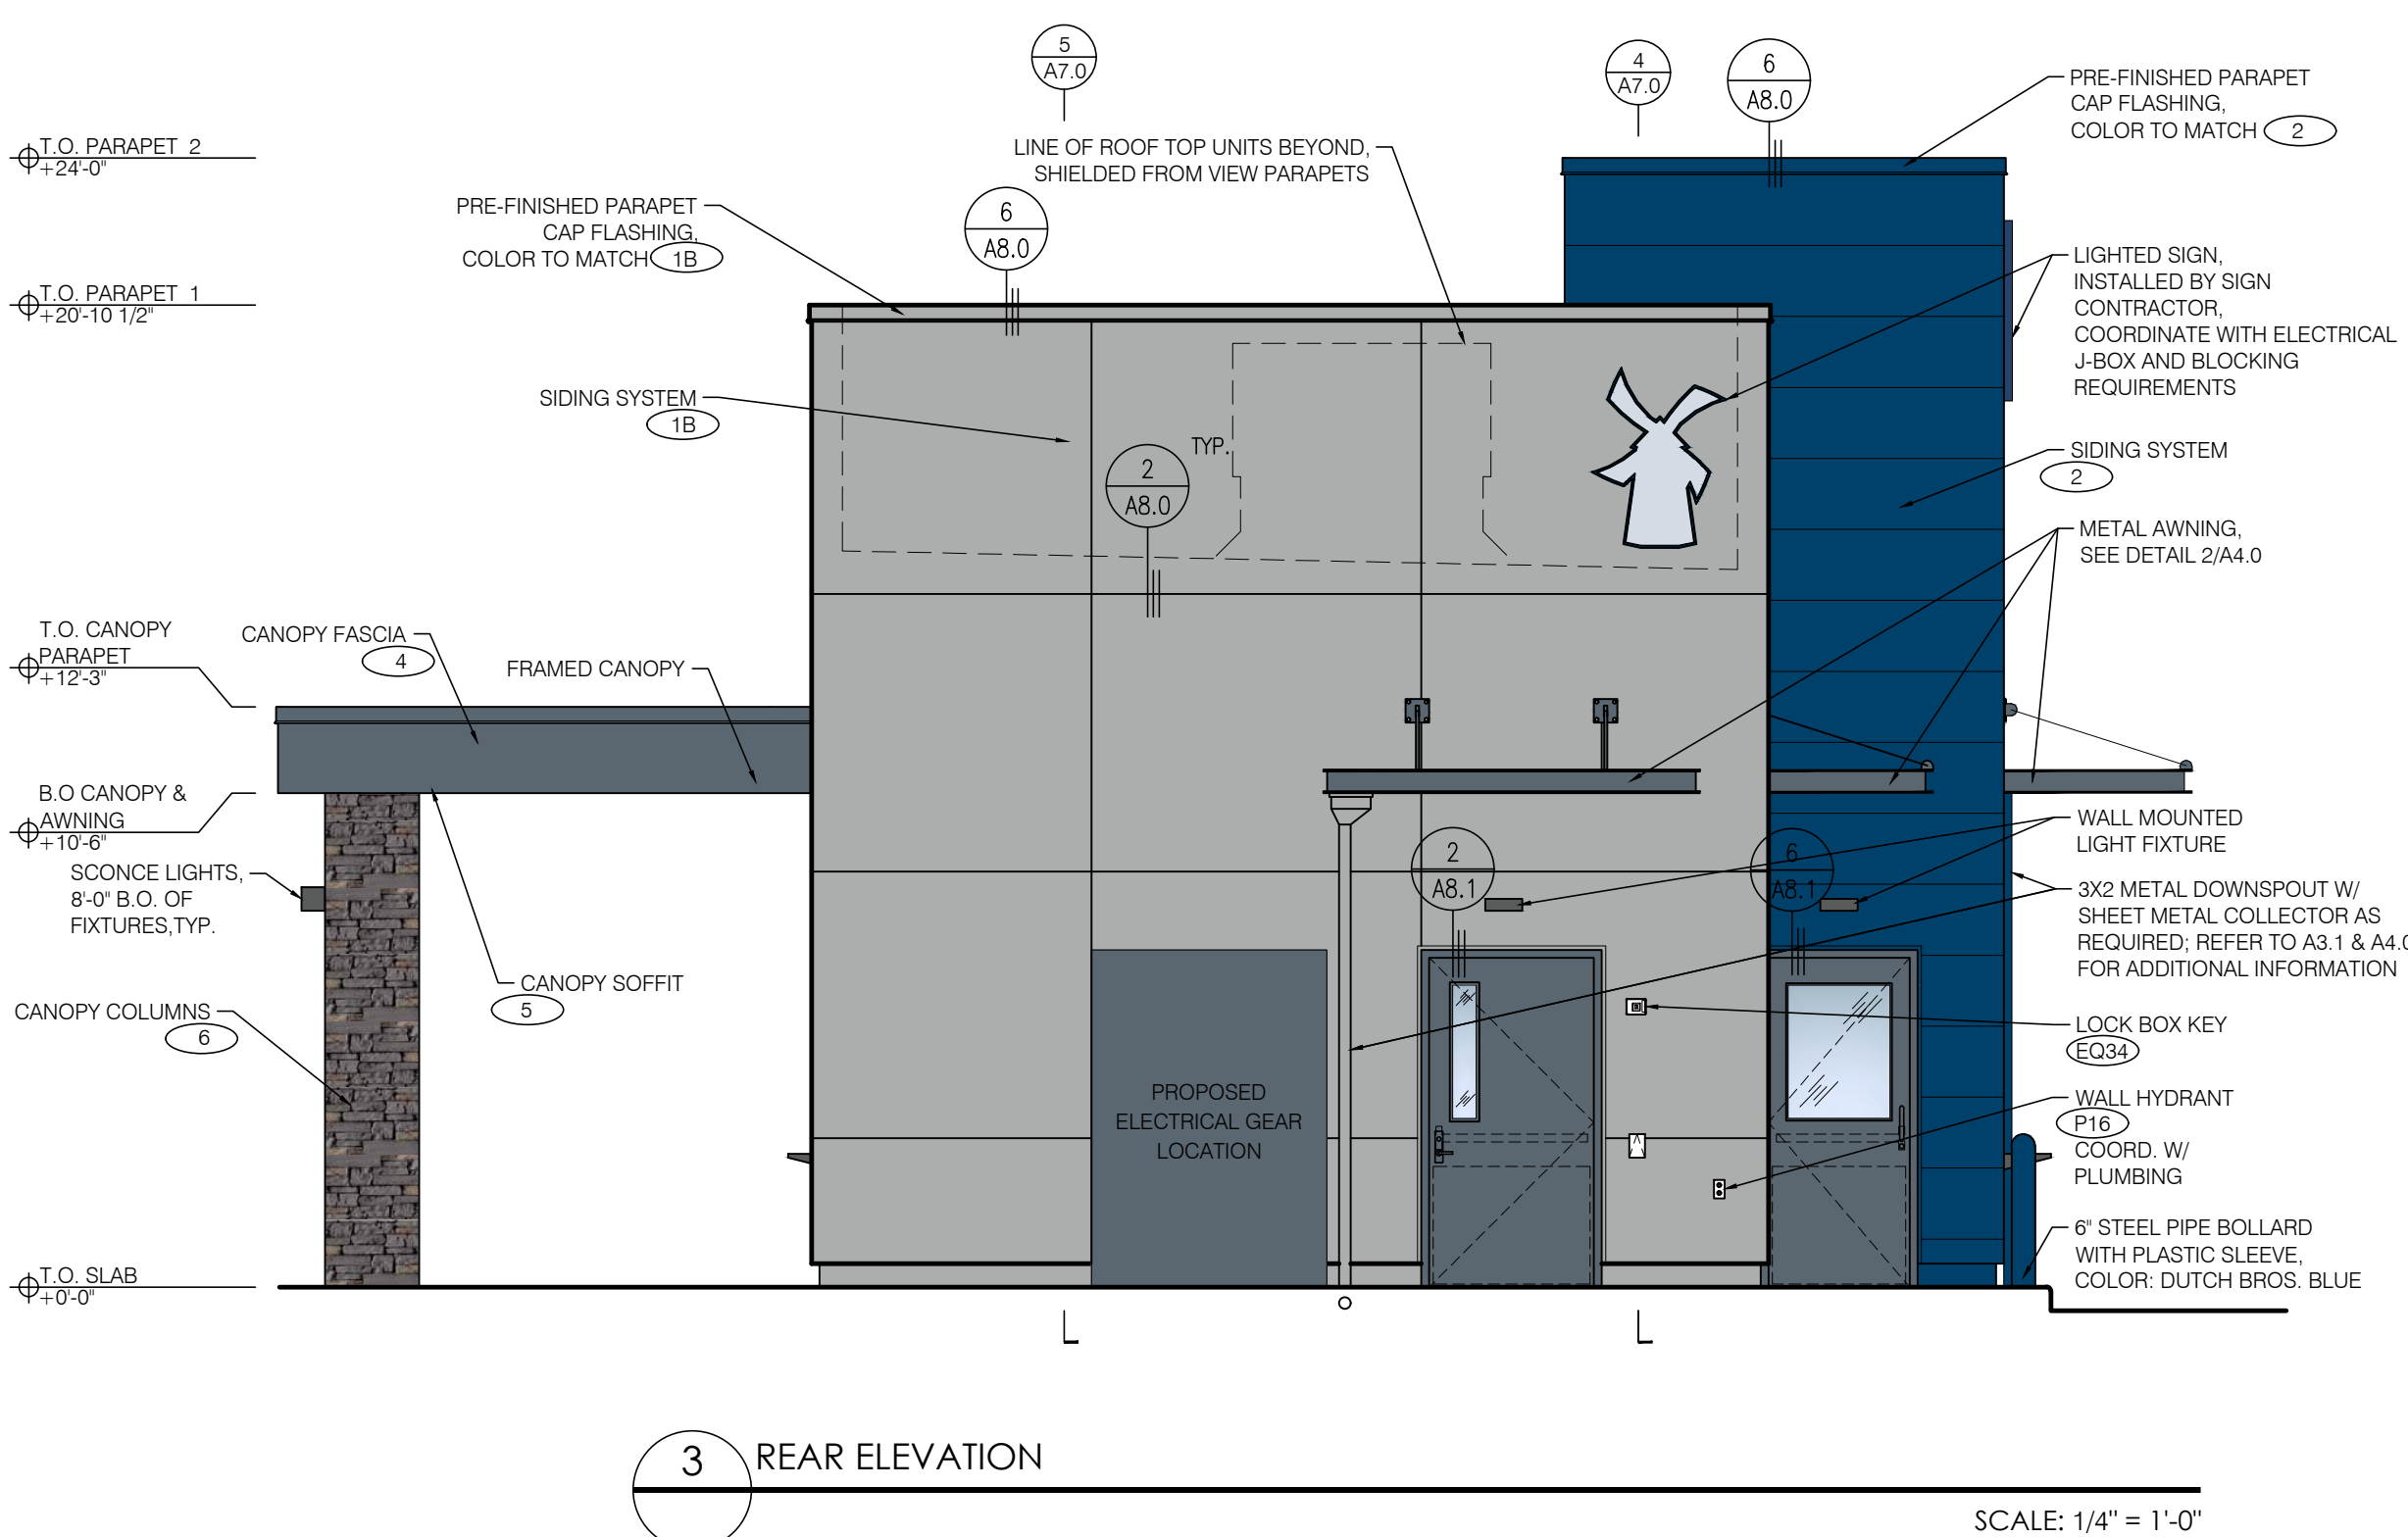 5
A7.0
4
A7.0
6
A8.0
PRE-FINISHED PARAPET
CAP FLASHING,
COLOR TO MATCH 2
T.O. PARAPET 2
+24'-0"
LINE OF ROOF TOP UNITS BEYOND,
SHIELDED FROM VIEW PARAPETS
PRE-FINISHED PARAPET
CAP FLASHING,
COLOR TO MATCH 1B
6
A8.0
T.O. PARAPET 1
+20'-10 1/2"
LIGHTED SIGN,
INSTALLED BY SIGN
CONTRACTOR,
COORDINATE WITH ELECTRICAL
J-BOX AND BLOCKING
REQUIREMENTS
SIDING SYSTEM
1B
TYP.
2
A8.0
SIDING SYSTEM
2
METAL AWNING,
SEE DETAIL 2/A4.0
T.O. CANOPY
PARAPET
+12'-3"
CANOPY FASCIA
4
FRAMED CANOPY
B.O CANOPY &
AWNING
+10'-6"
SCONCE LIGHTS,
8'-0" B.O. OF
FIXTURES,TYP.
2
A8.1
6
A8.1
WALL MOUNTED
LIGHT FIXTURE
3X2 METAL DOWNSPOUT W/
SHEET METAL COLLECTOR AS
REQUIRED; REFER TO A3.1 & A4.0
FOR ADDITIONAL INFORMATION
CANOPY SOFFIT
5
CANOPY COLUMNS
6
LOCK BOX KEY
EQ34
PROPOSED
ELECTRICAL GEAR
LOCATION
WALL HYDRANT
P16
COORD. W/
PLUMBING
6" STEEL PIPE BOLLARD
WITH PLASTIC SLEEVE,
COLOR: DUTCH BROS. BLUE
T.O. SLAB
+0'-0"
3 REAR ELEVATION
SCALE: 1/4" = 1'-0"